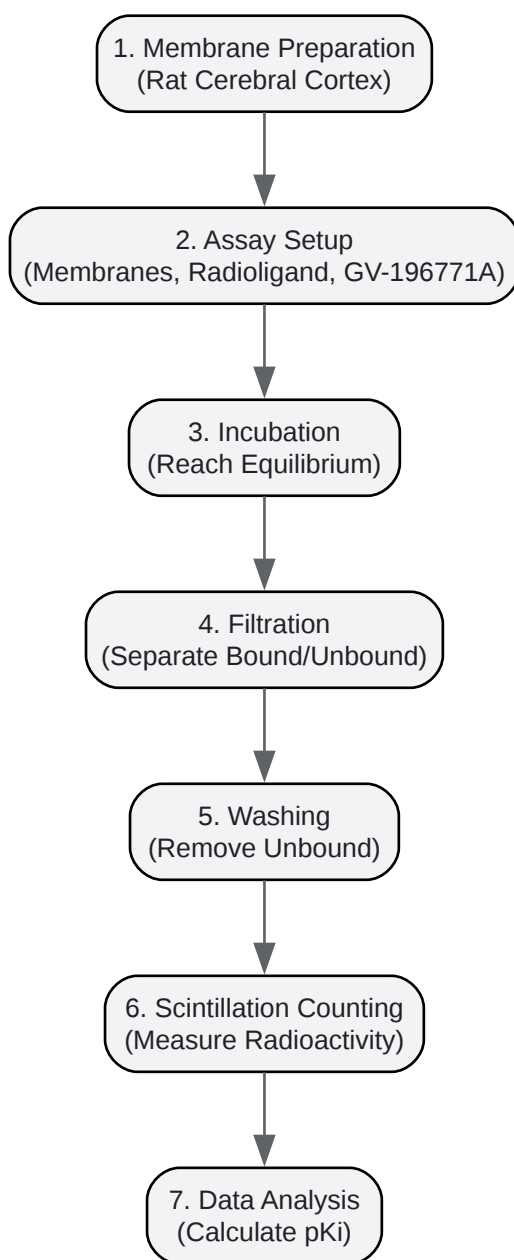 1. Membrane Preparation
(Rat Cerebral Cortex)
2. Assay Setup
(Membranes, Radioligand, GV-196771A)
3. Incubation
(Reach Equilibrium)
4. Filtration
(Separate Bound/Unbound)
5. Washing
(Remove Unbound)
6. Scintillation Counting
(Measure Radioactivity)
7. Data Analysis
(Calculate pKi)